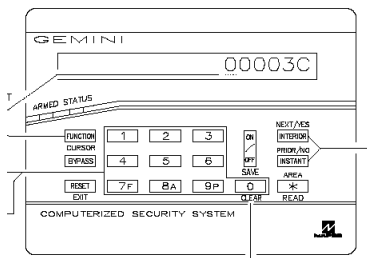 GEMINI
00003C
T
ARMED STATUS
FUNCTION 1 2 3 ON NEXT/YES INTERIOR
CURSOR PRIOR/NO
BYPASS 4 5 6 OFF INSTANT
SAVE AREA
RESET 7F 8A 9P 0 *
EXIT CLEAR READ
COMPUTERIZED SECURITY SYSTEM
NAPCO